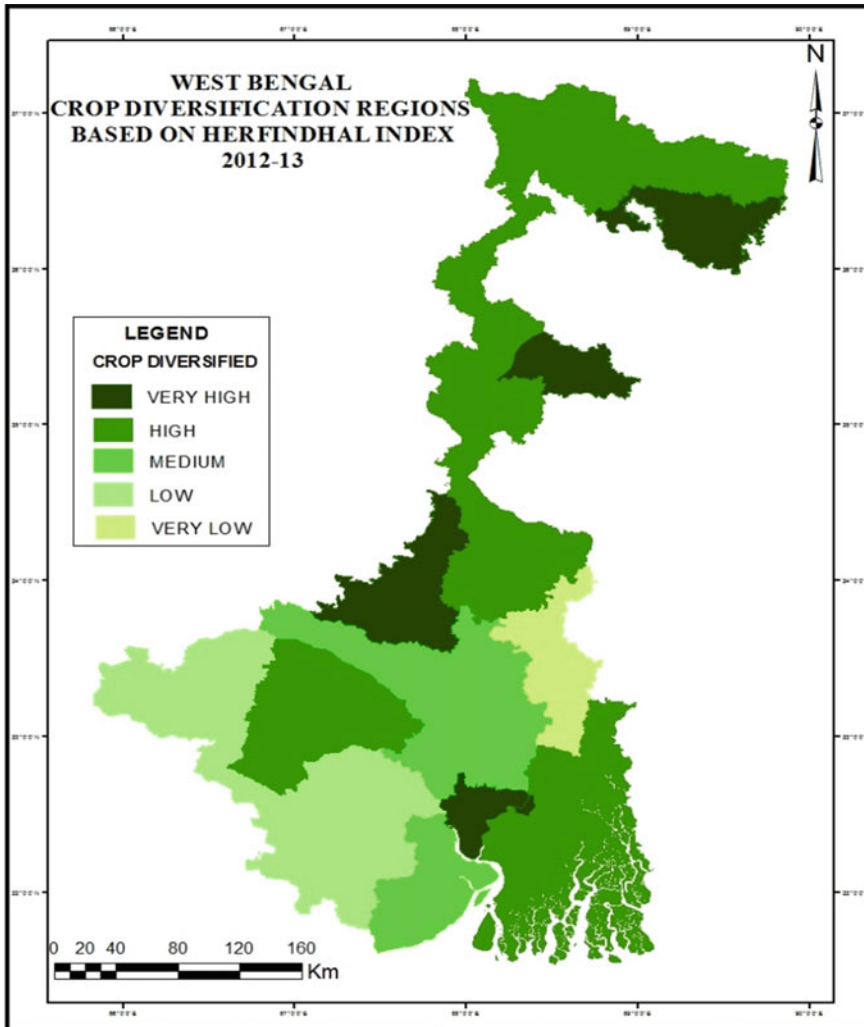 WEST BENGAL
CROP DIVERSIFICATION REGIONS
BASED ON HERFINDHAL INDEX
2012-13
N
LEGEND
CROP DIVERSIFIED
VERY HIGH
HIGH
MEDIUM
LOW
VERY LOW
0 20 40 80 120 160
Km